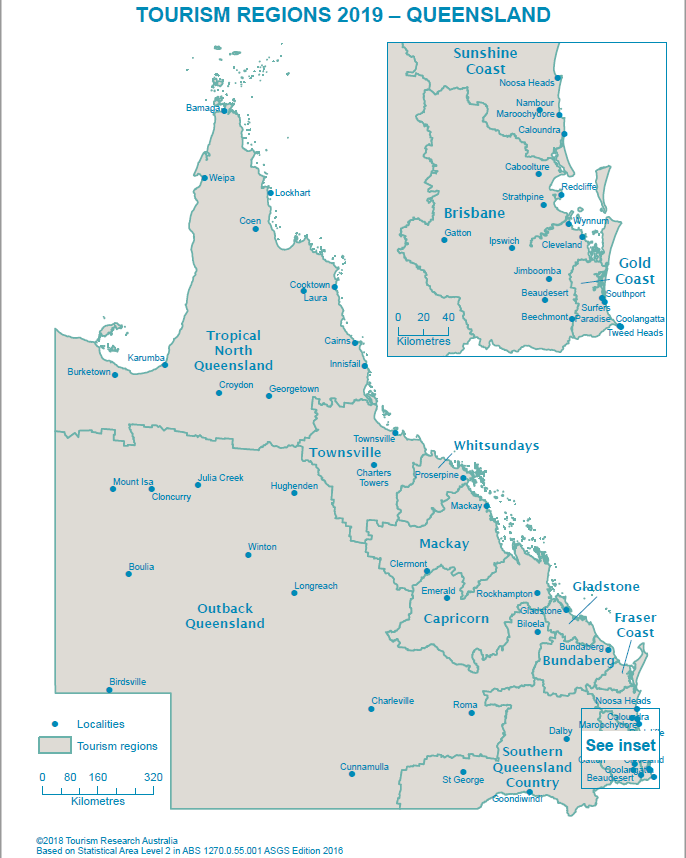 TOURISM REGIONS 2019 – QUEENSLAND
Sunshine
Coast
Noosa Heads
Nambour
Maroochydore
Caloundra
Caboolture
Redcliffe
Strathpine
Brisbane
Wynnum
Gatton
Ipswich
Cleveland
Gold
Coast
Jimboomba
Beaudesert
Southport
Surfers
Paradise
Beechmont
Coolangatta
Tweed Heads
0 20 40
Kilometres
Bamaga
Weipa
Lockhart
Coen
Cooktown
Laura
Tropical
North
Queensland
Cairns
Karumba
Innisfail
Burketown
Croydon
Georgetown
Townsville
Townsville
Whitsundays
Charters
Towers
Proserpine
Mount Isa
Julia Creek
Cloncurry
Hughenden
Mackay
Winton
Mackay
Boulia
Clermont
Longreach
Emerald
Rockhampton
Gladstone
Outback
Queensland
Capricorn
Gladstone
Biloela
Fraser
Coast
Bundaberg
Bundaberg
Birdsville
Charleville
Roma
Noosa Heads
Caloundra
Maroochydore
Dalby
See inset
Localities
Tourism regions
Southern
Queensland
Country
Cunnamulla
St George
Beaudesert
Goondiwindi
0 80 160 320
Kilometres
©2018 Tourism Research Australia
Based on Statistical Area Level 2 in ABS 1270.0.55.001 ASGS Edition 2016